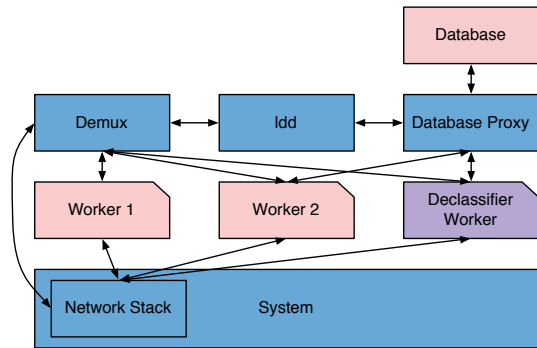 Database
Demux
Idd
Database Proxy
Worker 1
Worker 2
Declassifier
Worker
Network Stack
System